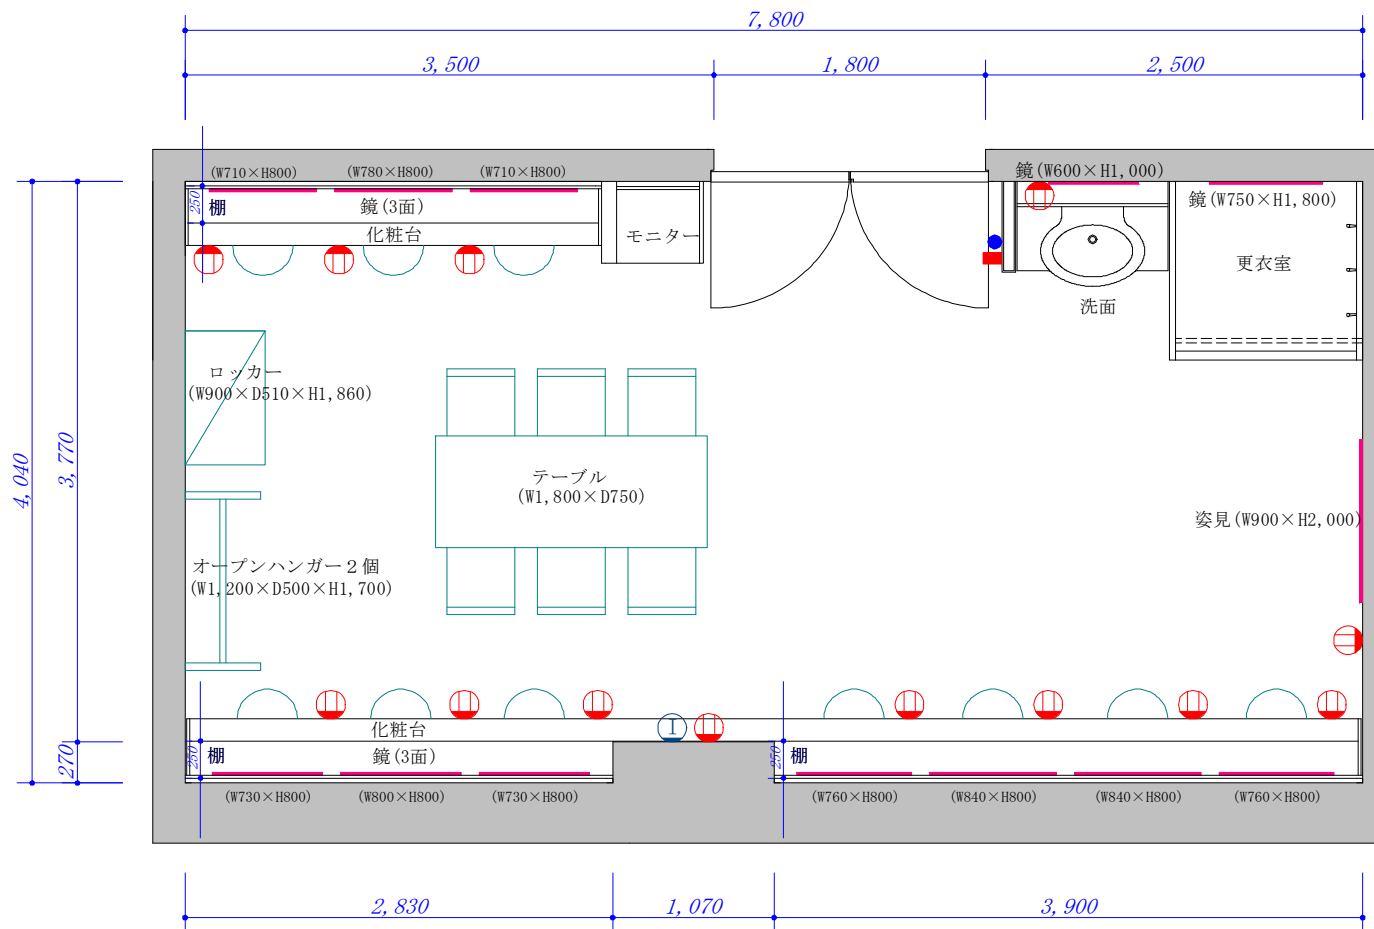 7,800
3,500
1,800
2,500
(W710×H800)
(W780×H800)
(W710×H800)
鏡(W600×H1,000)
250
棚
鏡(3面)
化粧台
モニター
鏡(W750×H1,800)
更衣室
洗面
ロッカー
(W900×D510×H1,860)
4,040
3,770
テーブル
(W1,800×D750)
姿見(W900×H2,000)
オープンハンガー２個
(W1,200×D500×H1,700)
化粧台
I
270
250
棚
鏡(3面)
250
棚
(W730×H800)
(W800×H800)
(W730×H800)
(W760×H800)
(W840×H800)
(W840×H800)
(W760×H800)
2,830
1,070
3,900